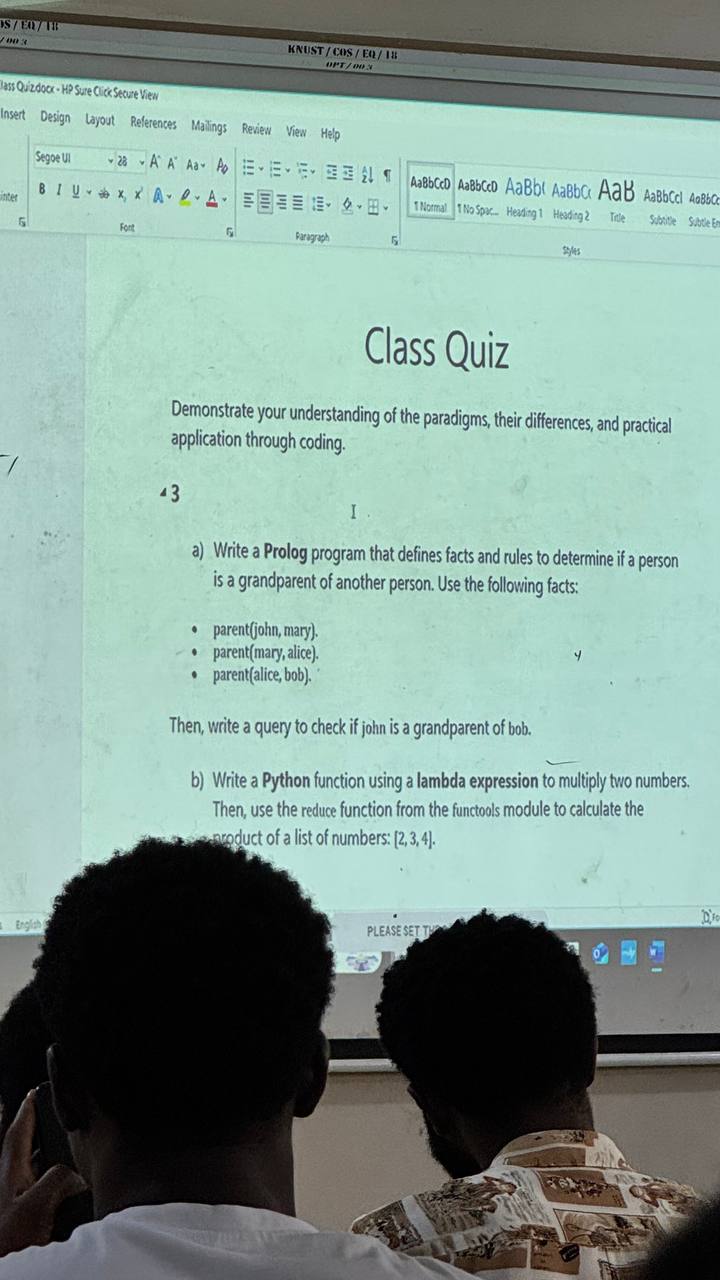 / EQ / 18
KNUST / COS / EQ / 18
OPT / 003
Quiz.docx - HP Sure Click Secure View
Insert Design Layout References Mailings Review View Help
Segoe UI 28 Aa
B I U
Font
Paragraph
Styles
AaBbCcD AaBbCcD AaBb( AaBbC AaB AaBbCcl AaBbCc
¶ Normal ¶ No Spac... Heading 1 Heading 2 Title Subtitle Subtle Em
Class Quiz
Demonstrate your understanding of the paradigms, their differences, and practical
application through coding.
3
a) Write a Prolog program that defines facts and rules to determine if a person
is a grandparent of another person. Use the following facts:
• parent(john, mary).
• parent(mary, alice).
• parent(alice, bob).
Then, write a query to check if john is a grandparent of bob.
b) Write a Python function using a lambda expression to multiply two numbers.
Then, use the reduce function from the functools module to calculate the
product of a list of numbers: [2, 3, 4].
English
PLEASE SET